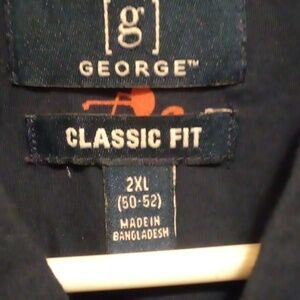 [g]
GEORGE™
CLASSIC FIT
2XL
(50-52)
MADE IN
BANGLADESH